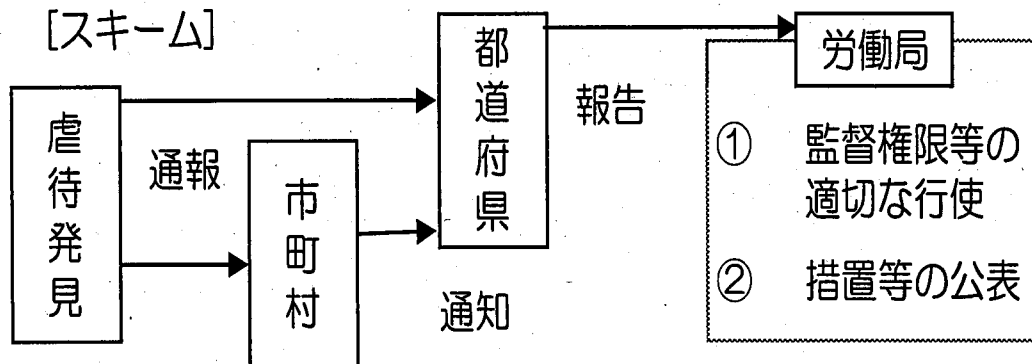 [スキーム]
虐待発見
通報
市町村
通知
都道府県
報告
労働局
① 監督権限等の
適切な行使
② 措置等の公表